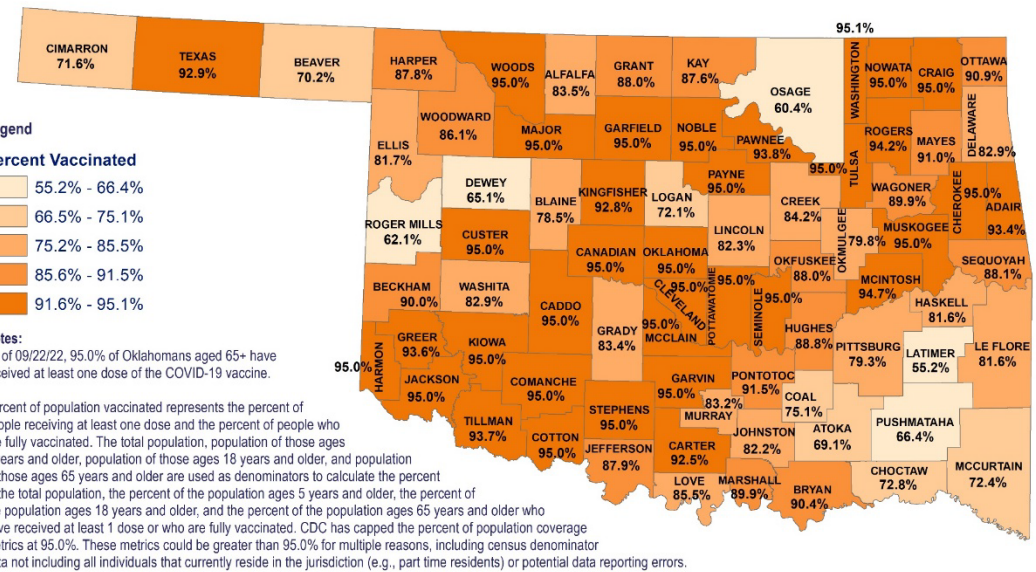 95.1%
CIMARRON
71.6%
TEXAS
92.9%
BEAVER
70.2%
HARPER
87.8%
WOODS
95.0%
ALFALFA
83.5%
GRANT
88.0%
KAY
87.6%
OSAGE
60.4%
WASHINGTON
NOWATA
95.0%
CRAIG
95.0%
OTTAWA
90.9%
WOODWARD
86.1%
ELLIS
81.7%
MAJOR
95.0%
GARFIELD
95.0%
NOBLE
95.0%
PAWNEE
93.8%
95.0%
TULSA
ROGERS
94.2%
MAYES
91.0%
DELAWARE
82.9%
DEWEY
65.1%
ROGER MILLS
62.1%
BLAINE
78.5%
KINGFISHER
92.8%
LOGAN
72.1%
PAYNE
95.0%
CREEK
84.2%
WAGONER
89.9%
CHEROKEE
95.0%
ADAIR
93.4%
CUSTER
95.0%
CANADIAN
95.0%
OKLAHOMA
95.0%
LINCOLN
82.3%
OKMULGEE
79.8%
MUSKOGEE
95.0%
OKFUSKEE
88.0%
MCINTOSH
94.7%
SEQUOYAH
88.1%
BECKHAM
90.0%
WASHITA
82.9%
CADDO
95.0%
GRADY
83.4%
CLEVELAND
95.0%
MCCLAIN
95.0%
POTTAWATOMIE
95.0%
SEMINOLE
95.0%
HUGHES
88.8%
PITTSBURG
79.3%
HASKELL
81.6%
LATIMER
55.2%
LE FLORE
81.6%
95.0%
HARMON
GREER
93.6%
KIOWA
95.0%
JACKSON
95.0%
COMANCHE
95.0%
TILLMAN
93.7%
COTTON
95.0%
STEPHENS
95.0%
JEFFERSON
87.9%
GARVIN
95.0%
83.2%
MURRAY
PONTOTOC
91.5%
COAL
75.1%
JOHNSTON
82.2%
ATOKA
69.1%
PUSHMATAHA
66.4%
CARTER
92.5%
LOVE
85.5%
MARSHALL
89.9%
BRYAN
90.4%
CHOCTAW
72.8%
MCCURTAIN
72.4%
egend
ercent Vaccinated
55.2% - 66.4%
66.5% - 75.1%
75.2% - 85.5%
85.6% - 91.5%
91.6% - 95.1%
tes:
of 09/22/22, 95.0% of Oklahomans aged 65+ have
ceived at least one dose of the COVID-19 vaccine.
rcent of population vaccinated represents the percent of
ople receiving at least one dose and the percent of people who
e fully vaccinated. The total population, population of those ages
years and older, population of those ages 18 years and older, and population
those ages 65 years and older are used as denominators to calculate the percent
the total population, the percent of the population ages 5 years and older, the percent of
e population ages 18 years and older, and the percent of the population ages 65 years and older who
ve received at least 1 dose or who are fully vaccinated. CDC has capped the percent of population coverage
etrics at 95.0%. These metrics could be greater than 95.0% for multiple reasons, including census denominator
ta not including all individuals that currently reside in the jurisdiction (e.g., part time residents) or potential data reporting errors.